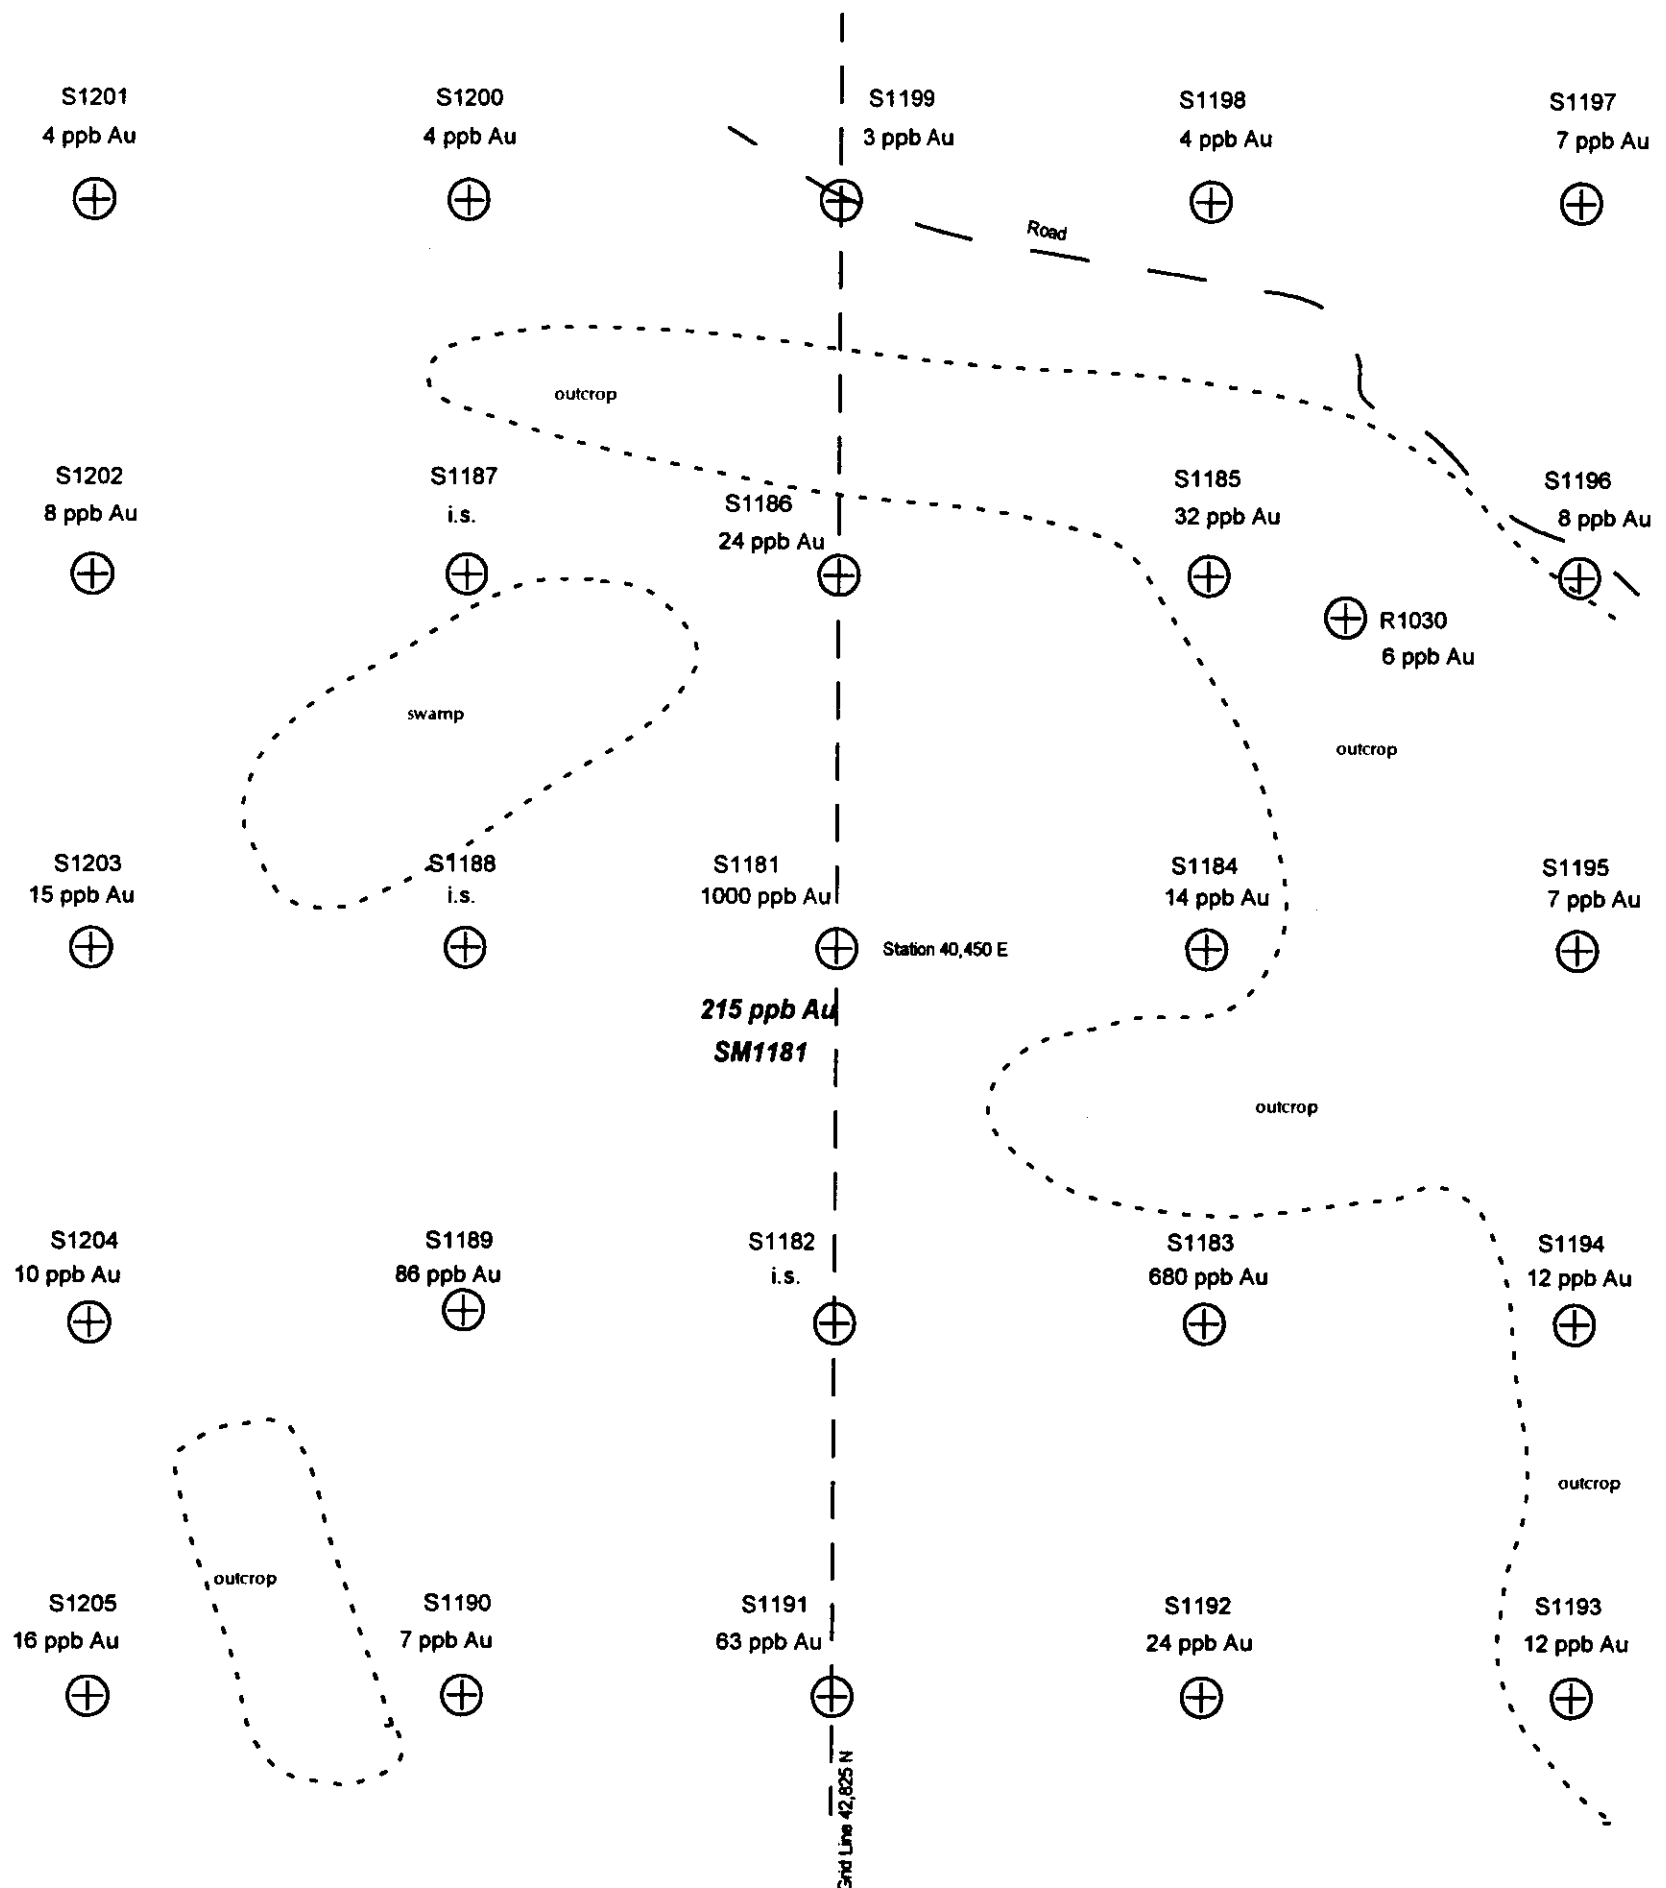 S1201
4 ppb Au
S1200
4 ppb Au
S1199
3 ppb Au
S1198
4 ppb Au
S1197
7 ppb Au
Road
outcrop
S1202
8 ppb Au
S1187
i.s.
S1186
24 ppb Au
S1185
32 ppb Au
S1196
8 ppb Au
R1030
6 ppb Au
swamp
outcrop
S1203
15 ppb Au
S1188
i.s.
S1181
1000 ppb Au
S1184
14 ppb Au
S1195
7 ppb Au
Station 40,450 E
215 ppb Au
SM1181
outcrop
S1204
10 ppb Au
S1189
86 ppb Au
S1182
i.s.
S1183
680 ppb Au
S1194
12 ppb Au
outcrop
outcrop
S1205
16 ppb Au
S1190
7 ppb Au
S1191
63 ppb Au
S1192
24 ppb Au
S1193
12 ppb Au
Grid Line 42,825 N